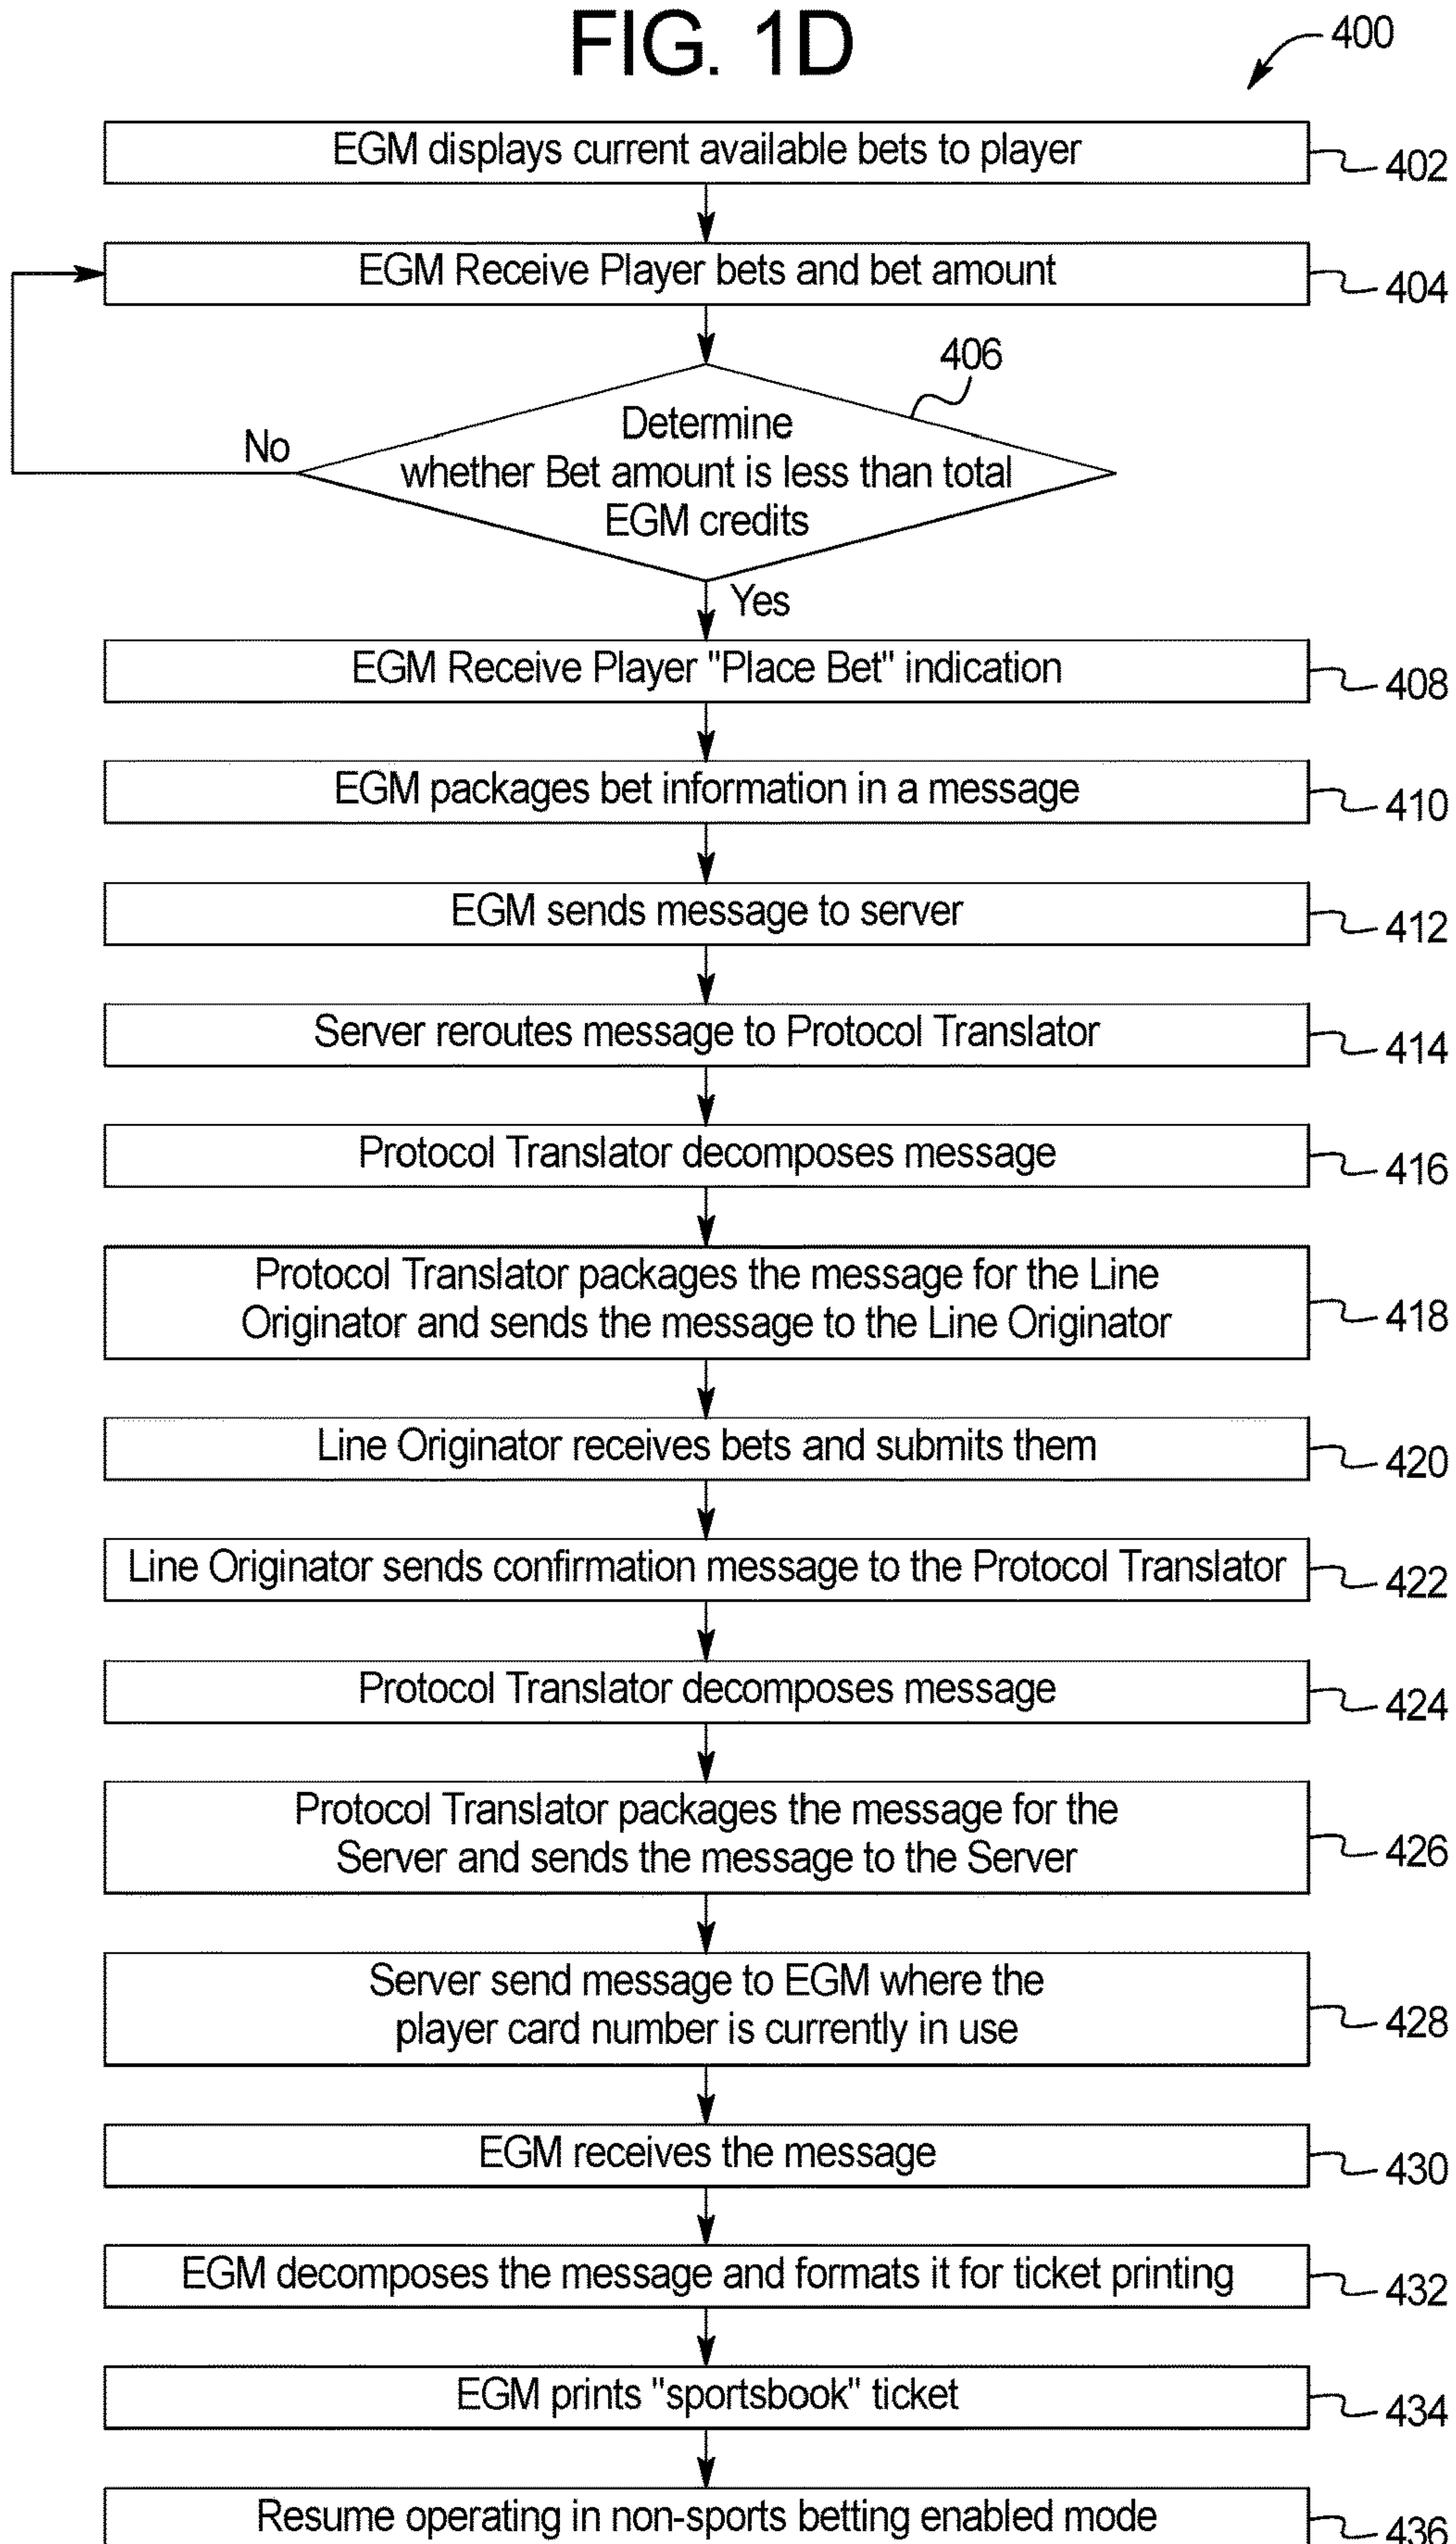 FIG. 1D
400
EGM displays current available bets to player
402
EGM Receive Player bets and bet amount
404
406
Determine
whether Bet amount is less than total
EGM credits
No
Yes
EGM Receive Player "Place Bet" indication
408
EGM packages bet information in a message
410
EGM sends message to server
412
Server reroutes message to Protocol Translator
414
Protocol Translator decomposes message
416
Protocol Translator packages the message for the Line
Originator and sends the message to the Line Originator
418
Line Originator receives bets and submits them
420
Line Originator sends confirmation message to the Protocol Translator
422
Protocol Translator decomposes message
424
Protocol Translator packages the message for the
Server and sends the message to the Server
426
Server send message to EGM where the
player card number is currently in use
428
EGM receives the message
430
EGM decomposes the message and formats it for ticket printing
432
EGM prints "sportsbook" ticket
434
Resume operating in non-sports betting enabled mode
436